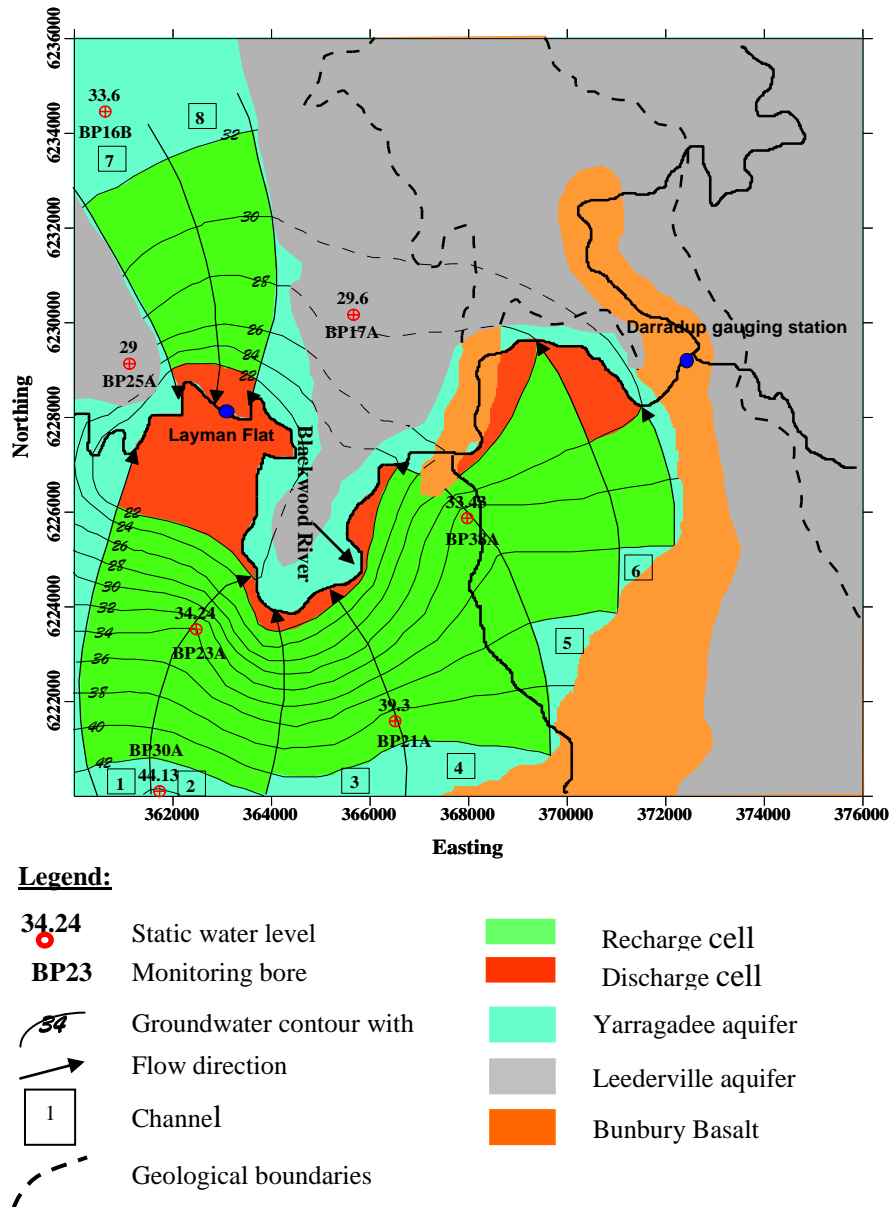 6236000
6234000
6232000
6230000
6228000
6226000
6224000
6222000
Northing
33.6
BP16B
7
8
32
30
28
26
24
22
29.6
BP17A
29
BP25A
Darradup gauging station
Layman Flat
Blackwood River
33.43
BP38A
6
5
22
24
26
28
30
32
34
36
38
40
42
34.24
BP23A
39.3
BP21A
BP30A
44.13
1
2
3
4
362000 364000 366000 368000 370000 372000 374000 376000
Easting
Legend:
34.24
Static water level
BP23
Monitoring bore
34
Groundwater contour with
Flow direction
1
Channel
Geological boundaries
Recharge cell
Discharge cell
Yarragadee aquifer
Leederville aquifer
Bunbury Basalt